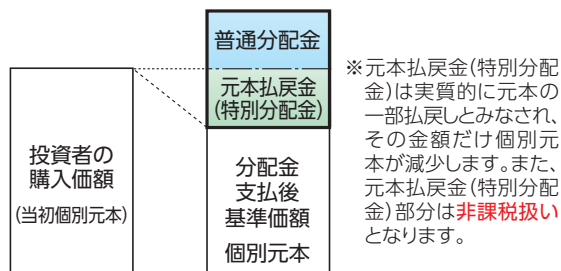 普通分配金
元本払戻金
(特別分配金)
投資者の
購入価額
(当初個別元本)
分配金
支払後
基準価額
個別元本
※元本払戻金(特別分配
金)は実質的に元本の
一部払戻しとみなされ、
その金額だけ個別元
本が減少します。また、
元本払戻金(特別分配
金)部分は非課税扱い
となります。